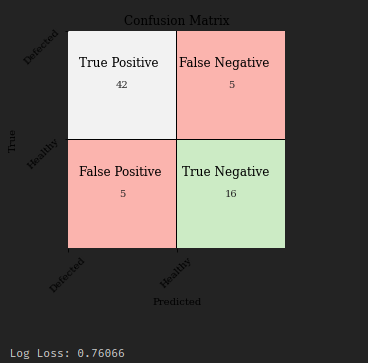 Confusion Matrix
Defected
True Positive
False Negative
42
5
True
Healthy
False Positive
True Negative
5
16
Defected
Healthy
Predicted
Log Loss: 0.76066